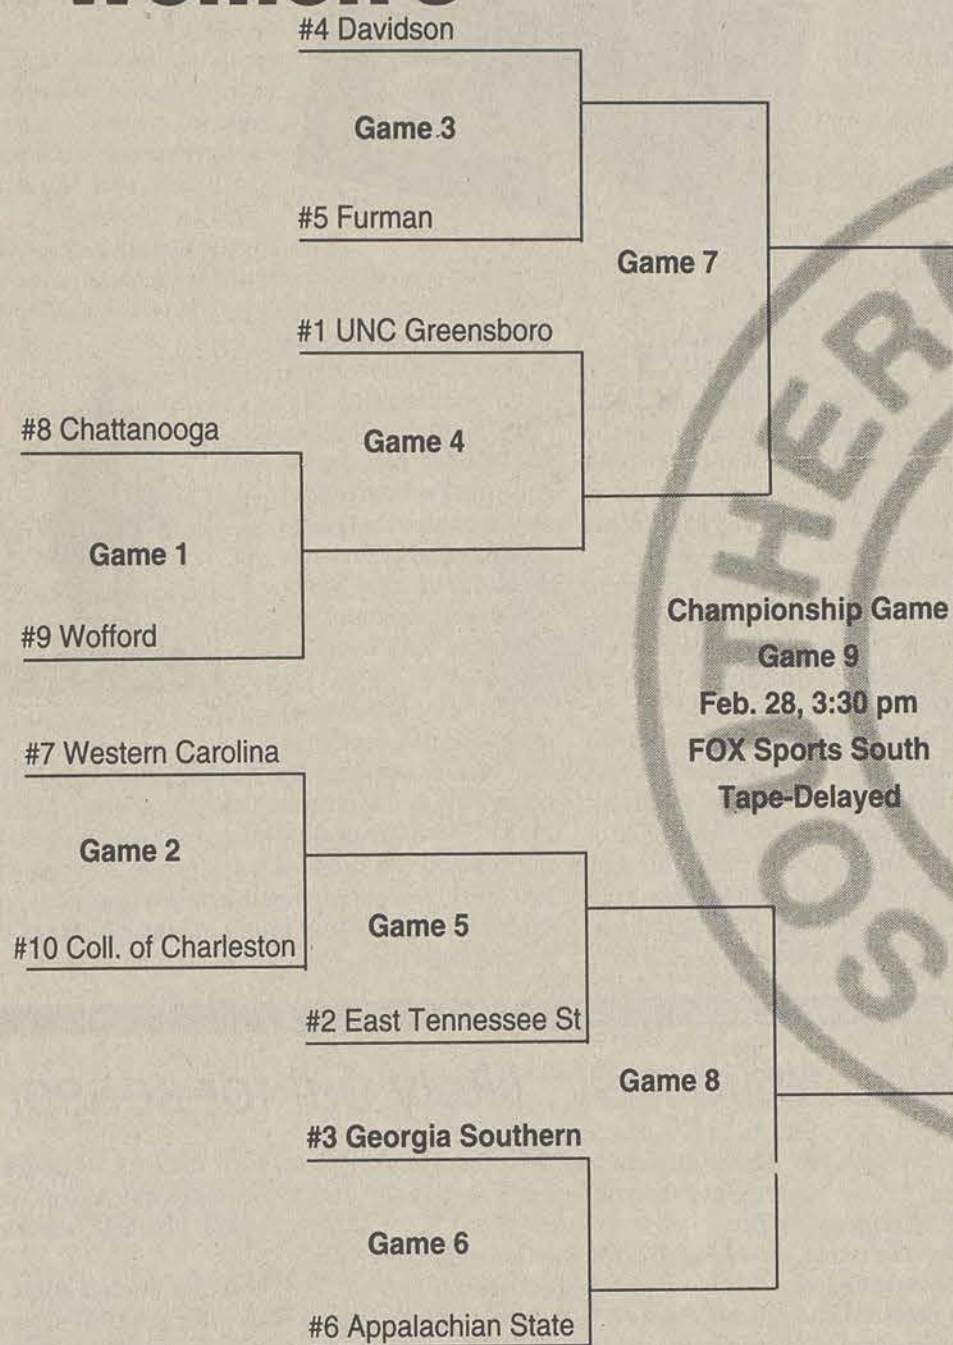 #4 Davidson
Game 3
#5 Furman
Game 7
#1 UNC Greensboro
#8 Chattanooga
Game 4
Game 1
#9 Wofford
Championship Game
Game 9
Feb. 28, 3:30 pm
FOX Sports South
Tape-Delayed
#7 Western Carolina
Game 2
#10 Coll. of Charleston
Game 5
#2 East Tennessee St
Game 8
#3 Georgia Southern
Game 6
#6 Appalachian State
SOUTHER